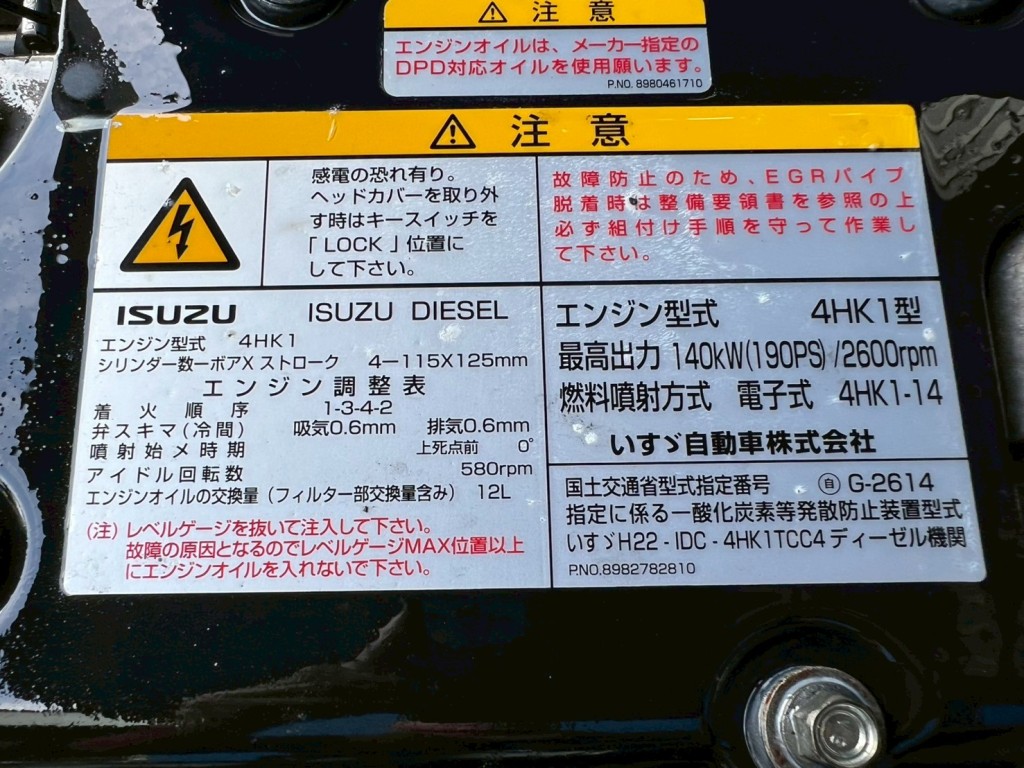 注意
エンジンオイルは、メーカー指定の
DPD対応オイルを使用願います。
P.NO. 8980461710
注意
感電の恐れ有り。
ヘッドカバーを取り外
す時はキースイッチを
「LOCK」位置に
して下さい。
故障防止のため、EGRパイプ
脱着時は整備要領書を参照の上
必ず組付け手順を守って作業し
て下さい。
ISUZU ISUZU DIESEL
エンジン型式 4HK1
シリンダー数ーボアXストローク 4-115X125mm
エンジン調整表
着火順序 1-3-4-2
弁スキマ(冷間) 吸気0.6mm 排気0.6mm
噴射始メ時期 上死点前 0°
アイドル回転数 580rpm
エンジンオイルの交換量(フィルター部交換量含み) 12L
(注)レベルゲージを抜いて注入して下さい。
故障の原因となるのでレベルゲージMAX位置以上
にエンジンオイルを入れないで下さい。
エンジン型式 4HK1型
最高出力 140kW(190PS)/2600rpm
燃料噴射方式 電子式 4HK1-14
いすゞ自動車株式会社
国土交通省型式指定番号 ㉂ G-2614
指定に係る一酸化炭素等発散防止装置型式
いすゞH22-IDC-4HK1TCC4ディーゼル機関
P.NO.8982782810